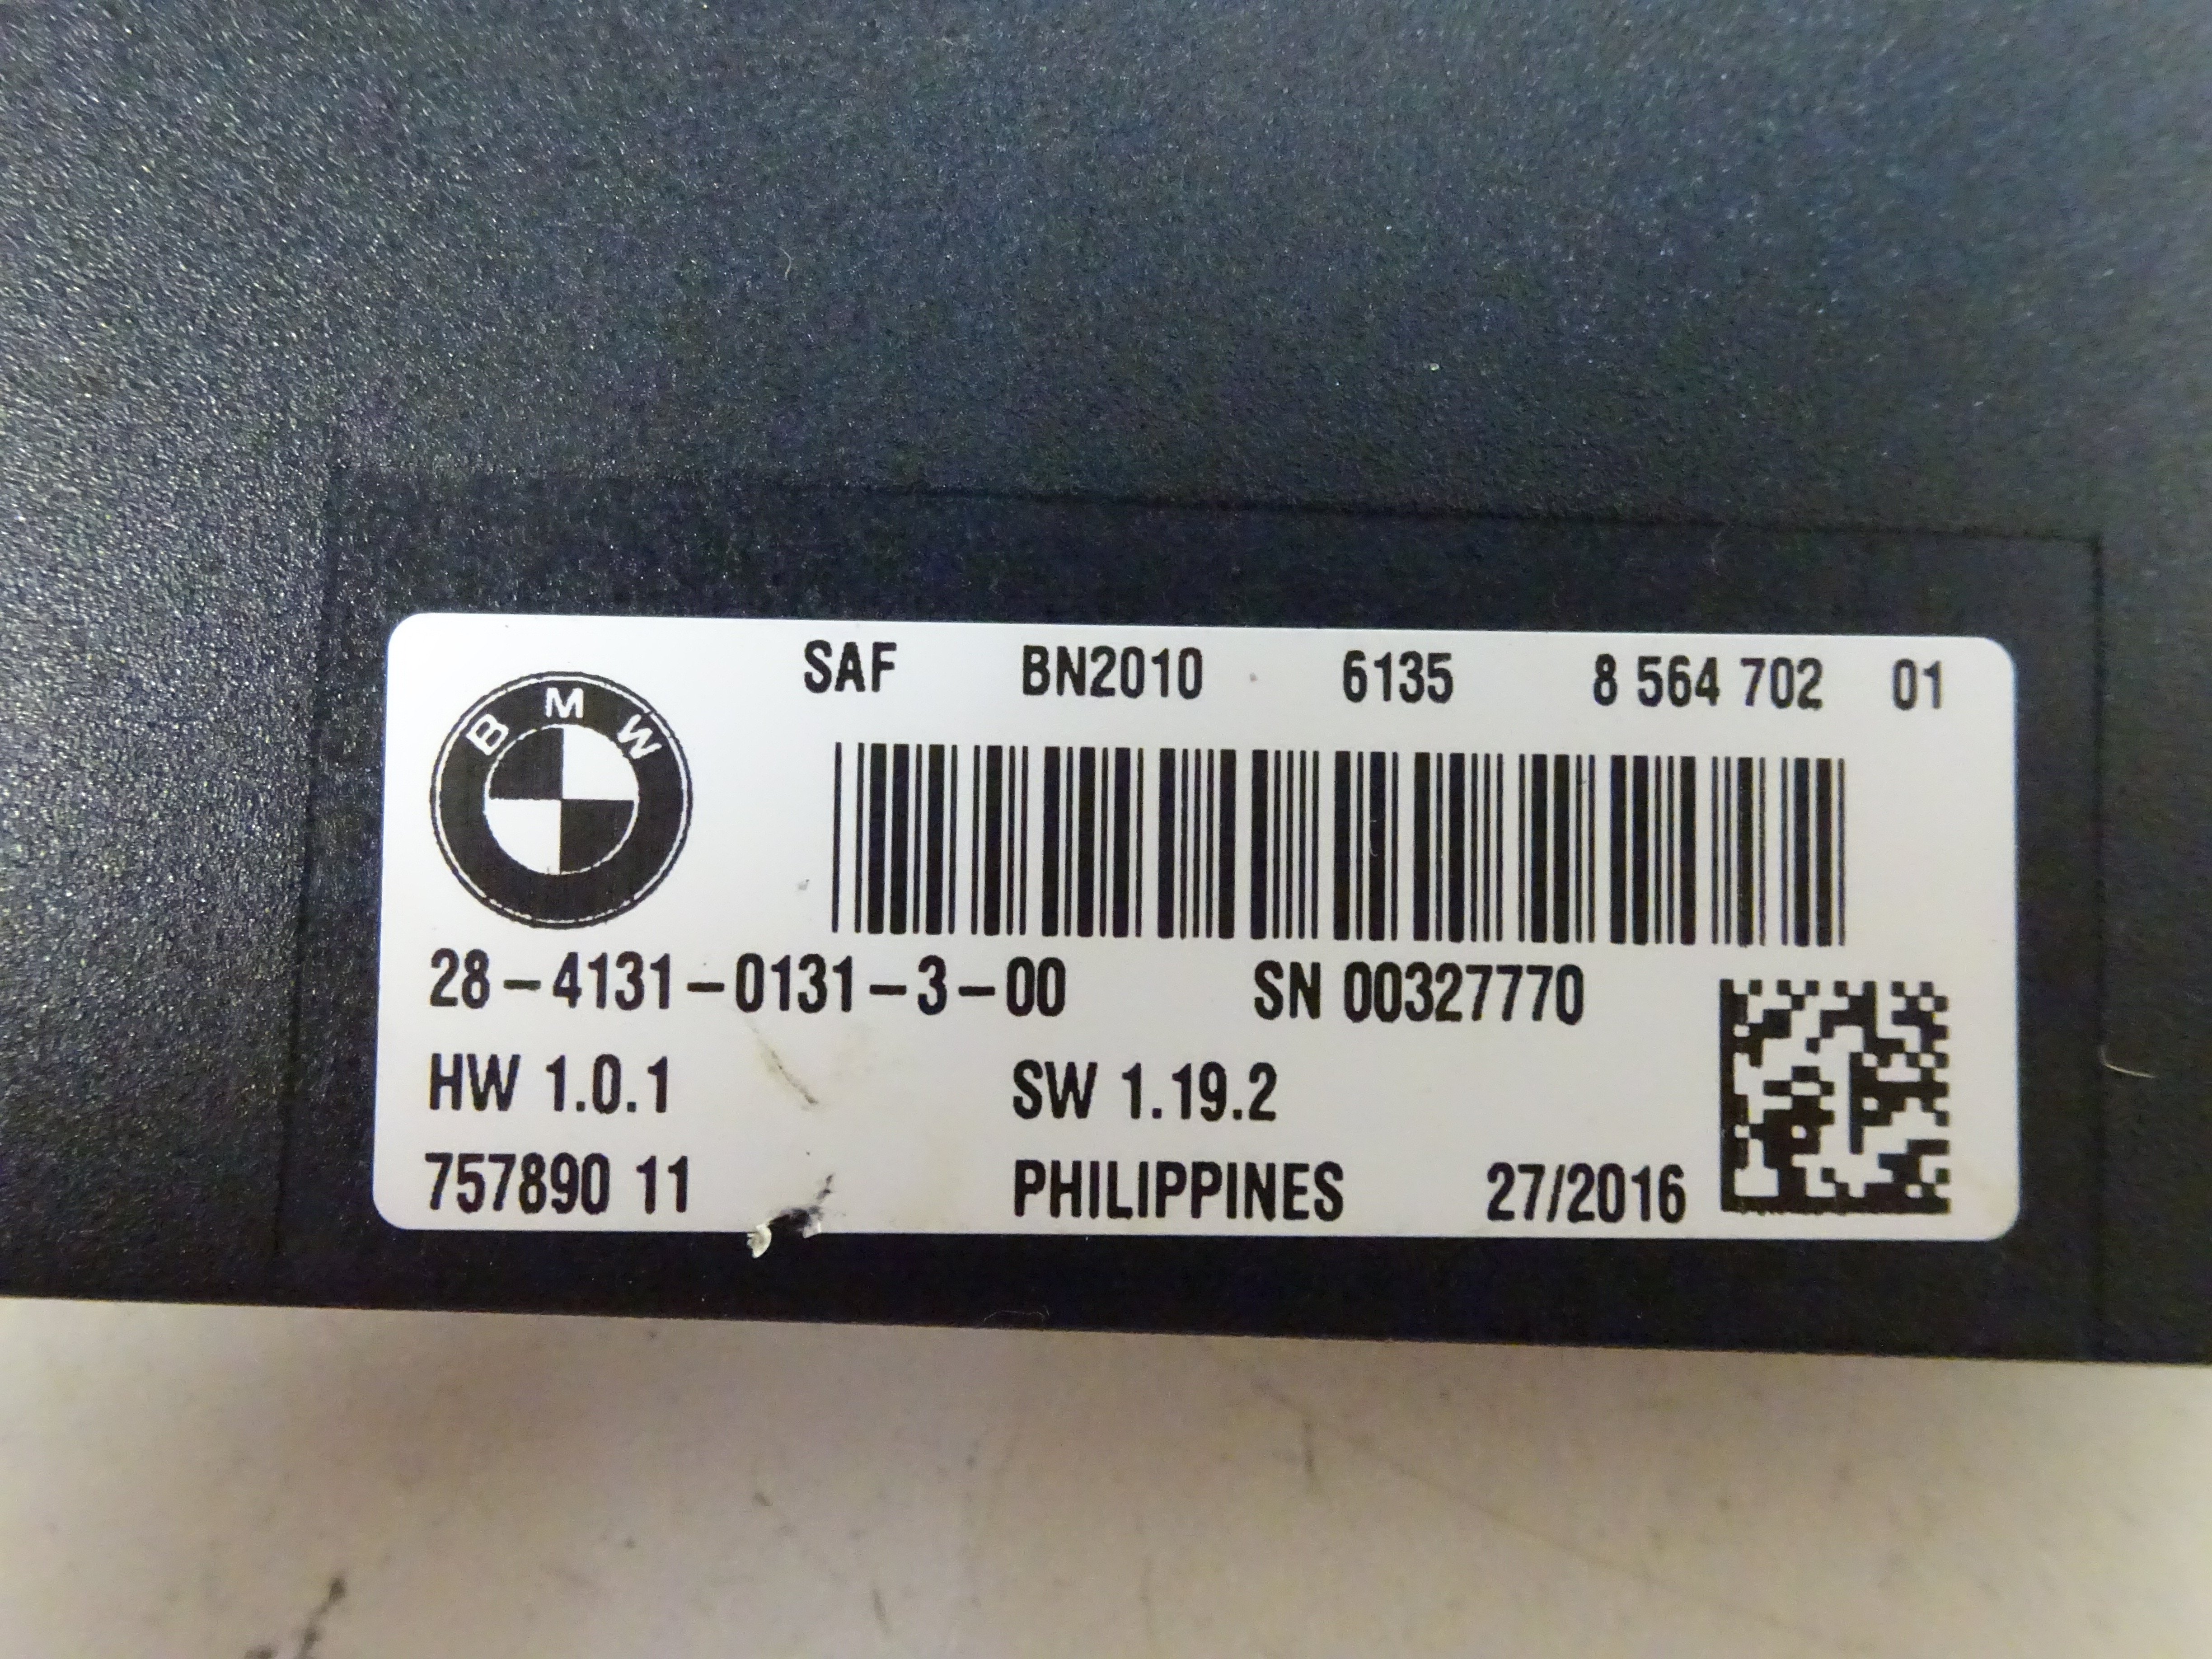 SAF BN2010 6135 8 564 702 01
BMW
28-4131-0131-3-00 SN 00327770
HW 1.0.1 SW 1.19.2
757890 11 PHILIPPINES 27/2016